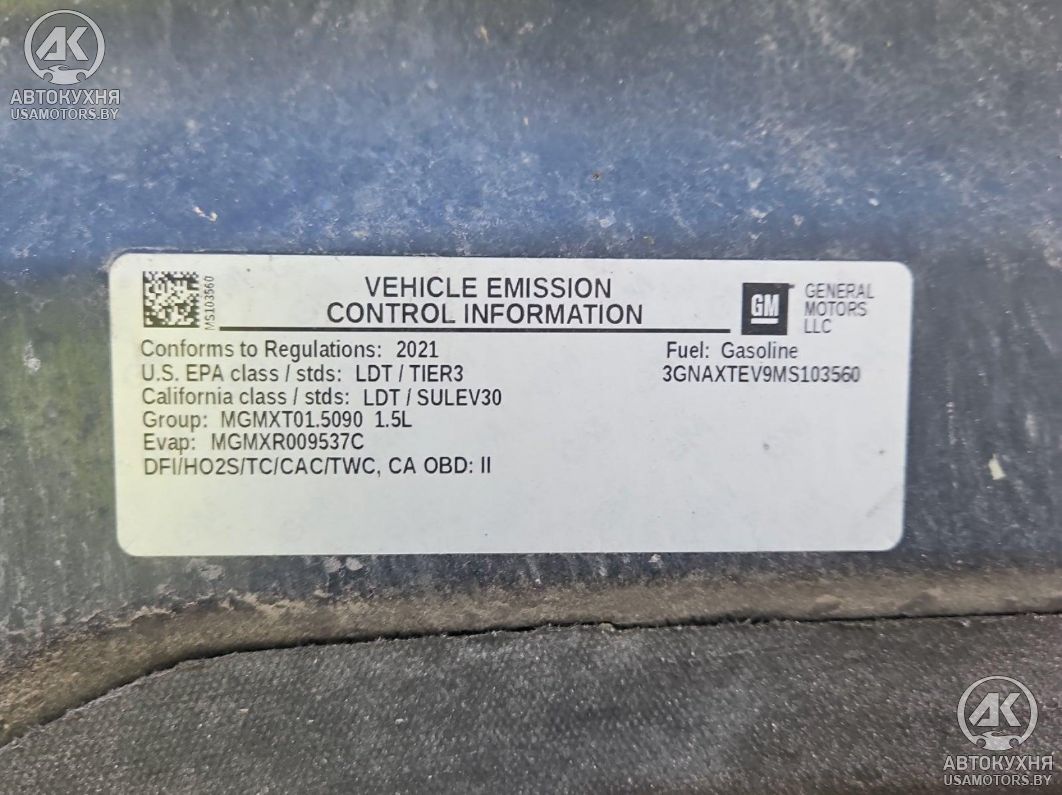 AK
АВТОКУХНЯ
USAMOTORS.BY
MS103560
VEHICLE EMISSION
CONTROL INFORMATION
GM
GENERAL
MOTORS
LLC
Conforms to Regulations: 2021
Fuel: Gasoline
U.S. EPA class / stds: LDT / TIER3
3GNAXTEV9MS103560
California class / stds: LDT / SULEV30
Group: MGMXT01.5090 1.5L
Evap: MGMXR009537C
DFI/HO2S/TC/CAC/TWC, CA OBD: II
AK
АВТОКУХНЯ
USAMOTORS.BY